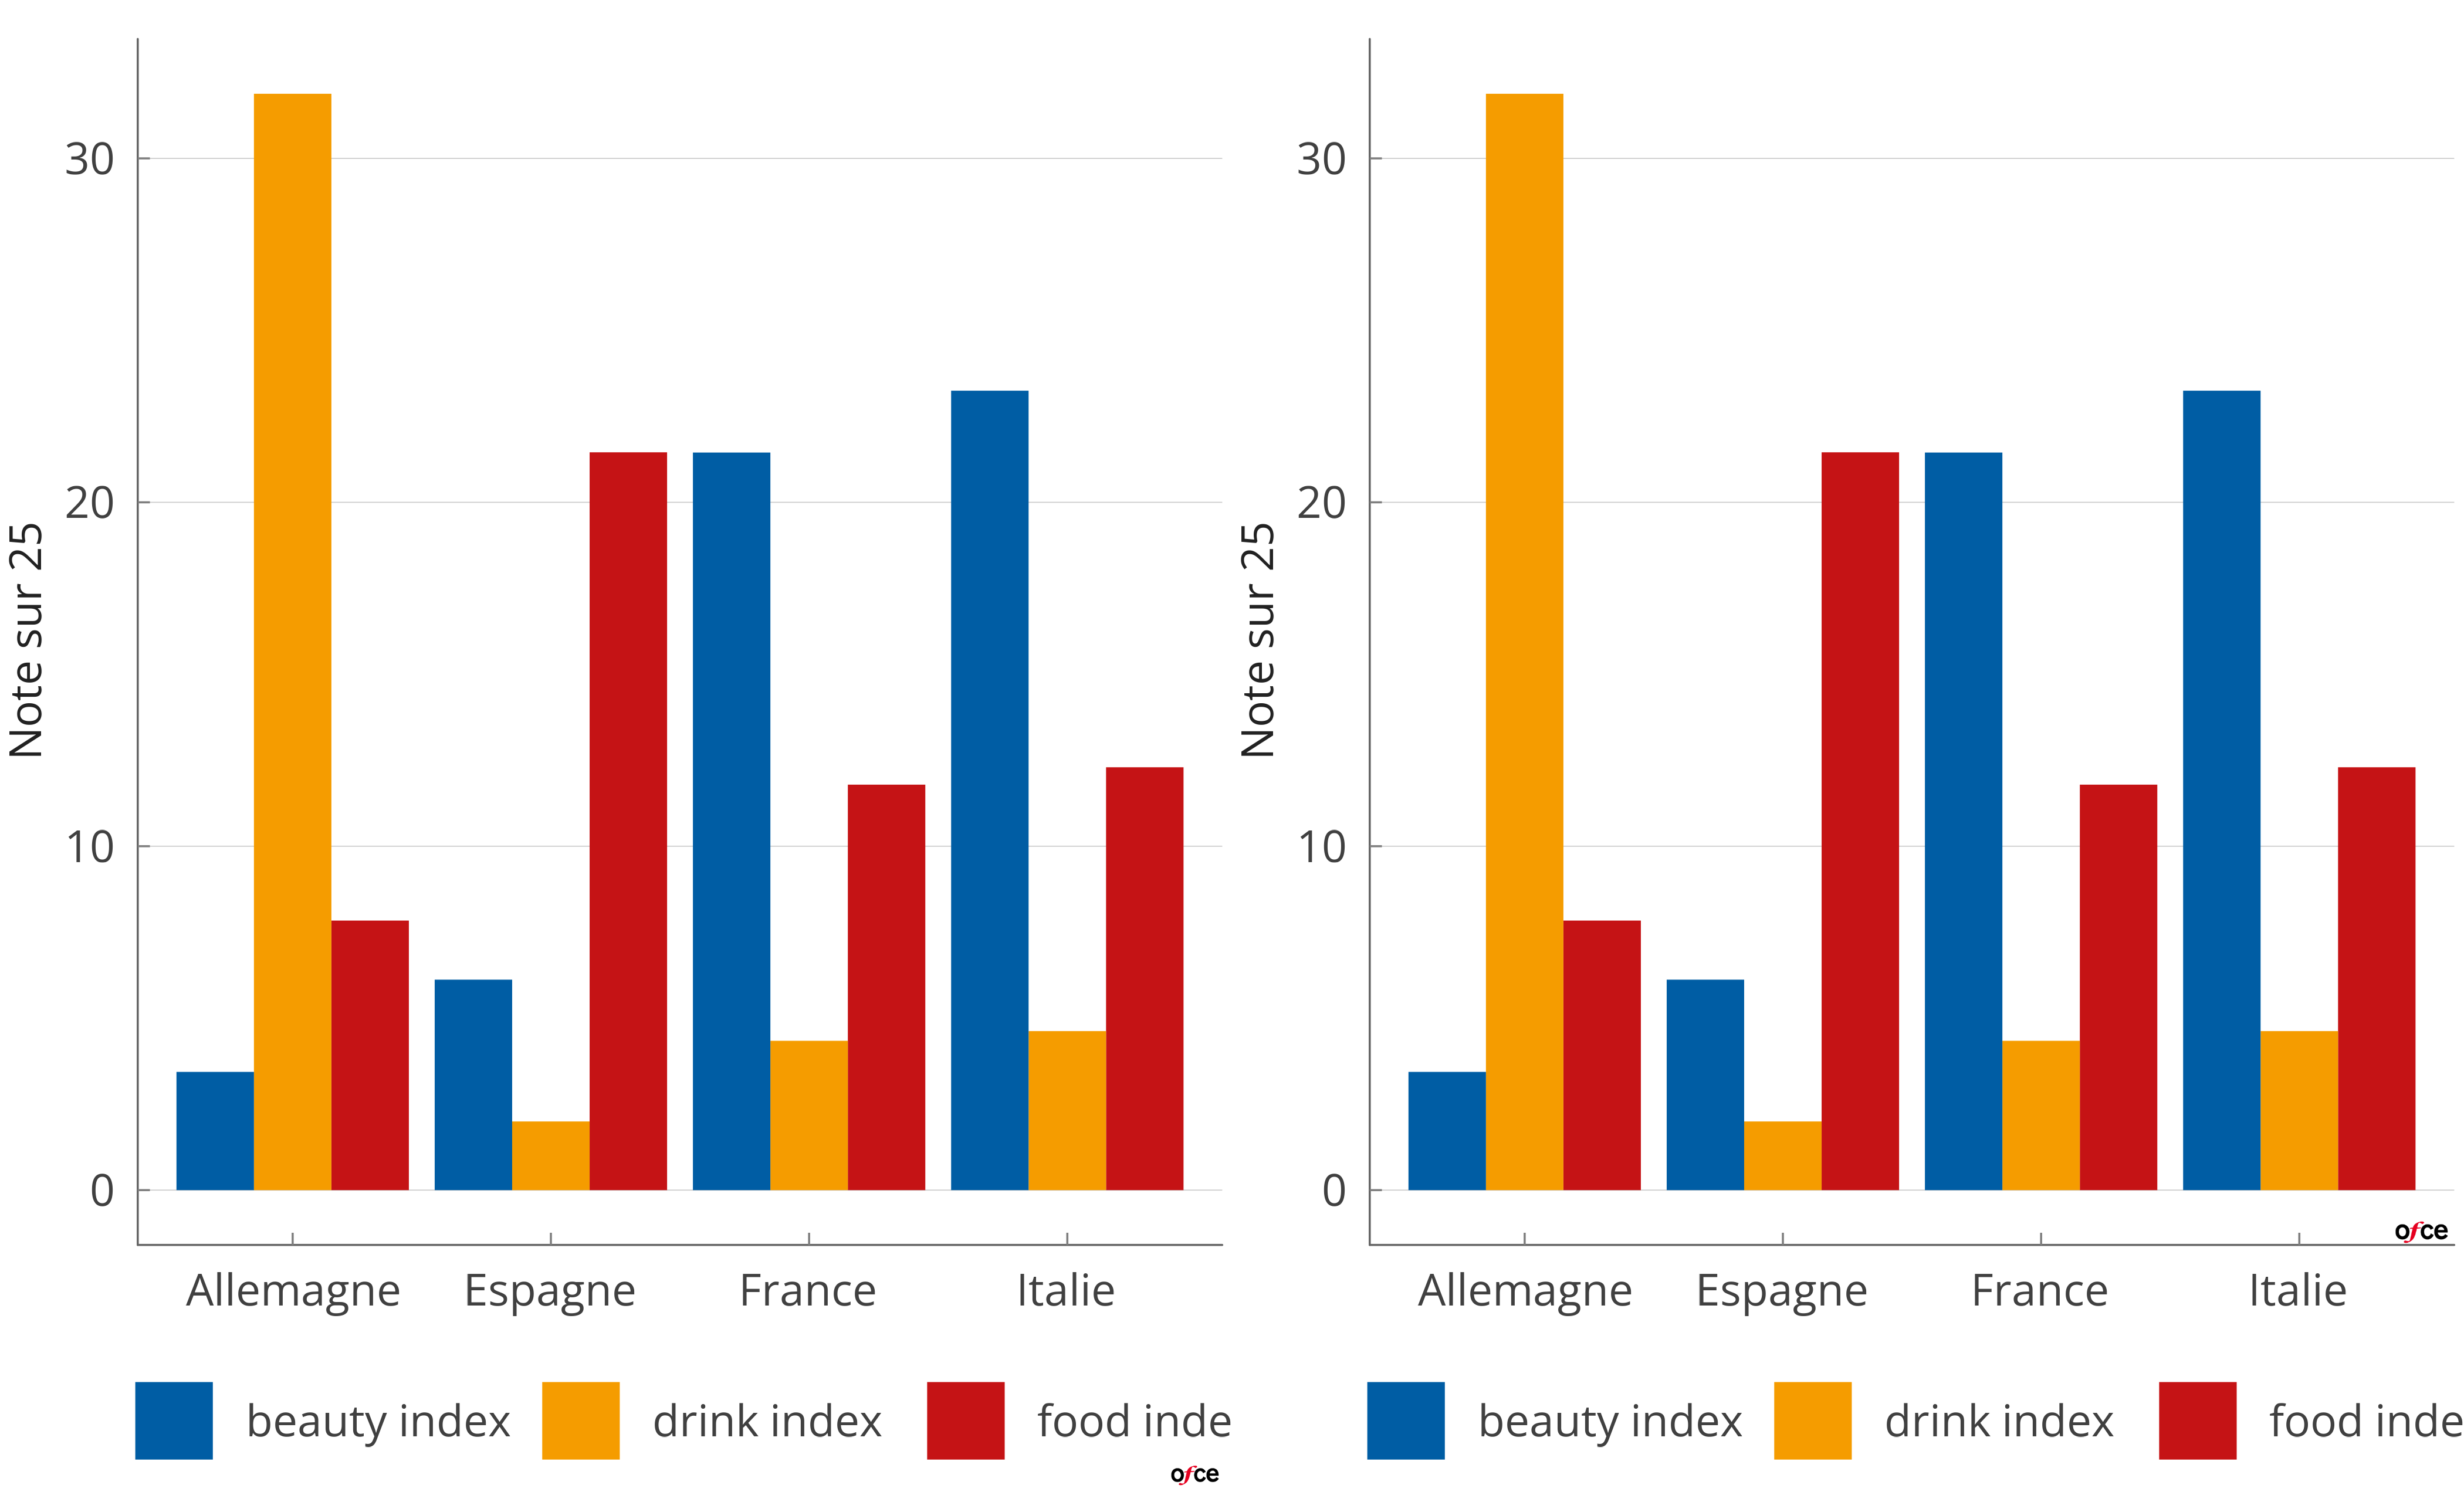 Note sur 25
30
20
10
0
Allemagne Espagne France Italie
beauty index drink index food inde
ofce
Note sur 25
30
20
10
0
ofce
Allemagne Espagne France Italie
beauty index drink index food inde